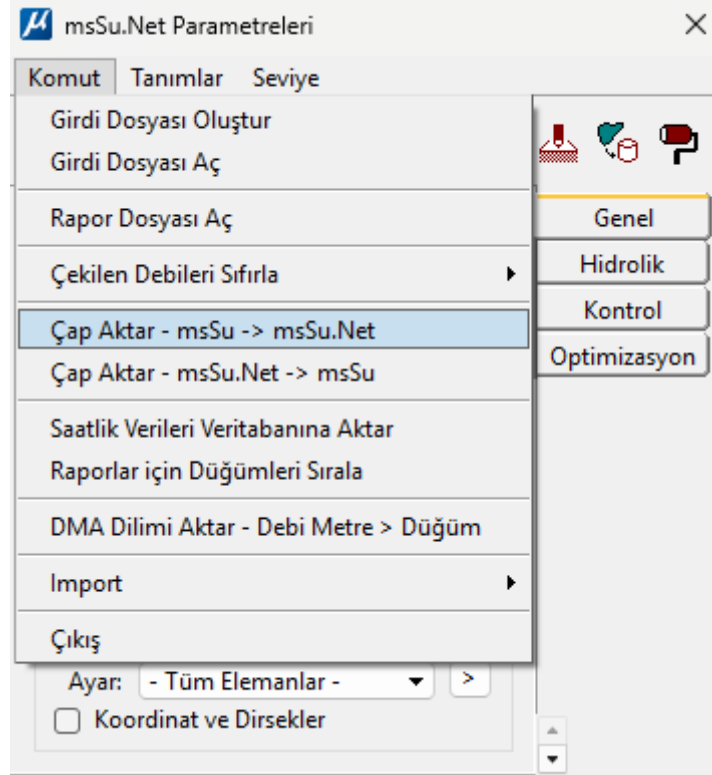 msSu.Net Parametreleri
Komut Tanımlar Seviye
Girdi Dosyası Oluştur
Girdi Dosyası Aç
Rapor Dosyası Aç
Çekilen Debileri Sıfırla
Çap Aktar - msSu -> msSu.Net
Çap Aktar - msSu.Net -> msSu
Saatlik Verileri Veritabanına Aktar
Raporlar için Düğümleri Sırala
DMA Dilimi Aktar - Debi Metre > Düğüm
Import
Çıkış
Genel
Hidrolik
Kontrol
Optimizasyon
Ayar: - Tüm Elemanlar - >
Koordinat ve Dirsekler